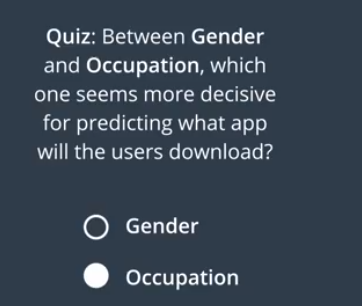 Quiz: Between Gender
and Occupation, which
one seems more decisive
for predicting what app
will the users download?
Gender
Occupation